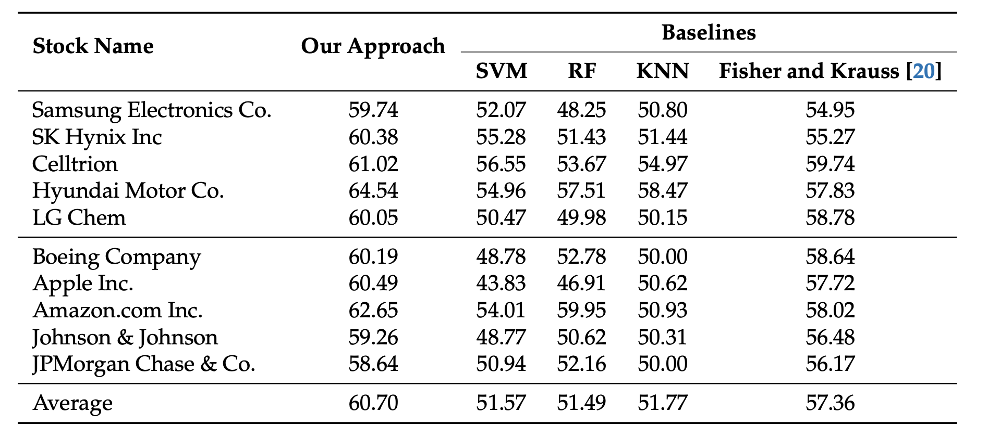 Stock Name Our Approach Baselines
SVM RF KNN Fisher and Krauss [20]
Samsung Electronics Co. 59.74 52.07 48.25 50.80 54.95
SK Hynix Inc 60.38 55.28 51.43 51.44 55.27
Celltrion 61.02 56.55 53.67 54.97 59.74
Hyundai Motor Co. 64.54 54.96 57.51 58.47 57.83
LG Chem 60.05 50.47 49.98 50.15 58.78
Boeing Company 60.19 48.78 52.78 50.00 58.64
Apple Inc. 60.49 43.83 46.91 50.62 57.72
Amazon.com Inc. 62.65 54.01 59.95 50.93 58.02
Johnson & Johnson 59.26 48.77 50.62 50.31 56.48
JPMorgan Chase & Co. 58.64 50.94 52.16 50.00 56.17
Average 60.70 51.57 51.49 51.77 57.36